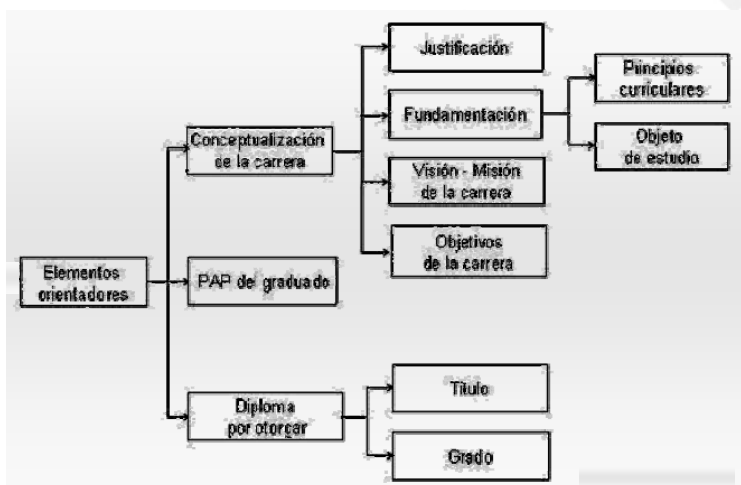 Justificación
Principios
curriculares
Fundamentación
Objeto
de estudio
Conceptualización
de la carrera
Visión - Misión
de la carrera
Objetivos
de la carrera
Elementos
orientadores
PAP del graduado
Diploma
por otorgar
Título
Grado